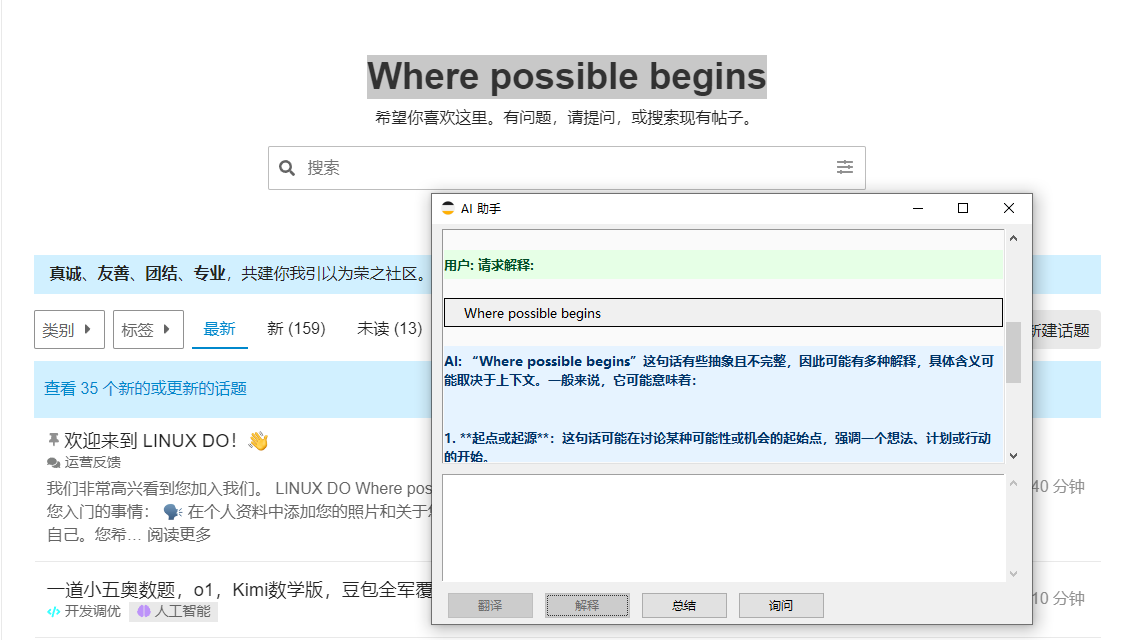 Where possible begins
希望你喜欢这里。有问题，请提问，或搜索现有帖子。
搜索
真诚、友善、团结、专业，共建你我引以为荣之社区。
类别
标签
最新
新 (159)
未读 (13)
新建话题
查看 35 个新的或更新的话题
欢迎来到 LINUX DO！
运营反馈
我们非常高兴看到您加入我们。 LINUX DO Where pos
您入门的事情： 在个人资料中添加您的照片和关于
自己。您希… 阅读更多
40 分钟
一道小五奥数题，o1，Kimi数学版，豆包全军覆
开发调优
人工智能
10 分钟
AI 助手
用户: 请求解释:
Where possible begins
AI: “Where possible begins”这句话有些抽象且不完整，因此可能有多种解释，具体含义可
能取决于上下文。一般来说，它可能意味着：
1. **起点或起源**：这句话可能在讨论某种可能性或机会的起始点，强调一个想法、计划或行动
的开始。
翻译
解释
总结
询问